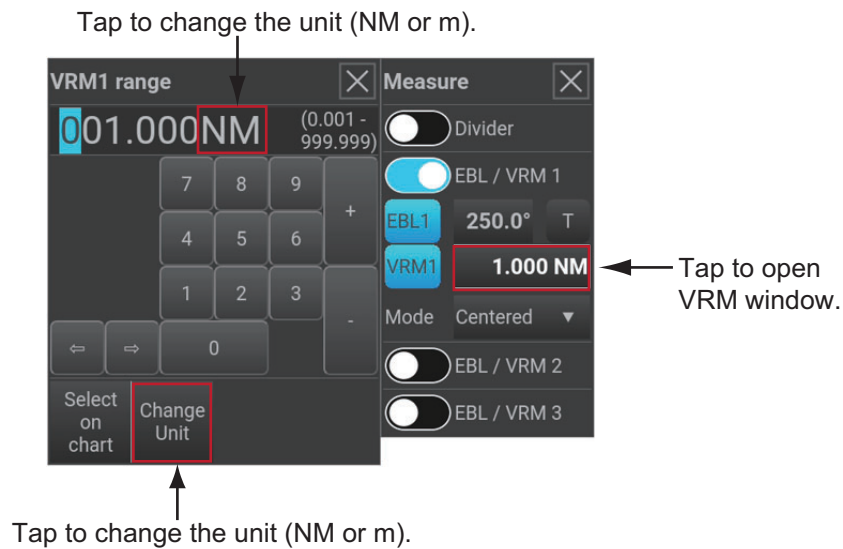 Tap to change the unit (NM or m).
VRM1 range
001.000 NM
(0.001 -
999.999)
7 8 9 +
4 5 6
1 2 3 -
⇦ ⇨ 0
Select
on
chart
Change
Unit
Measure
Divider
EBL / VRM 1
EBL1 250.0° T
VRM1 1.000 NM
Mode Centered ▼
EBL / VRM 2
EBL / VRM 3
Tap to open
VRM window.
Tap to change the unit (NM or m).